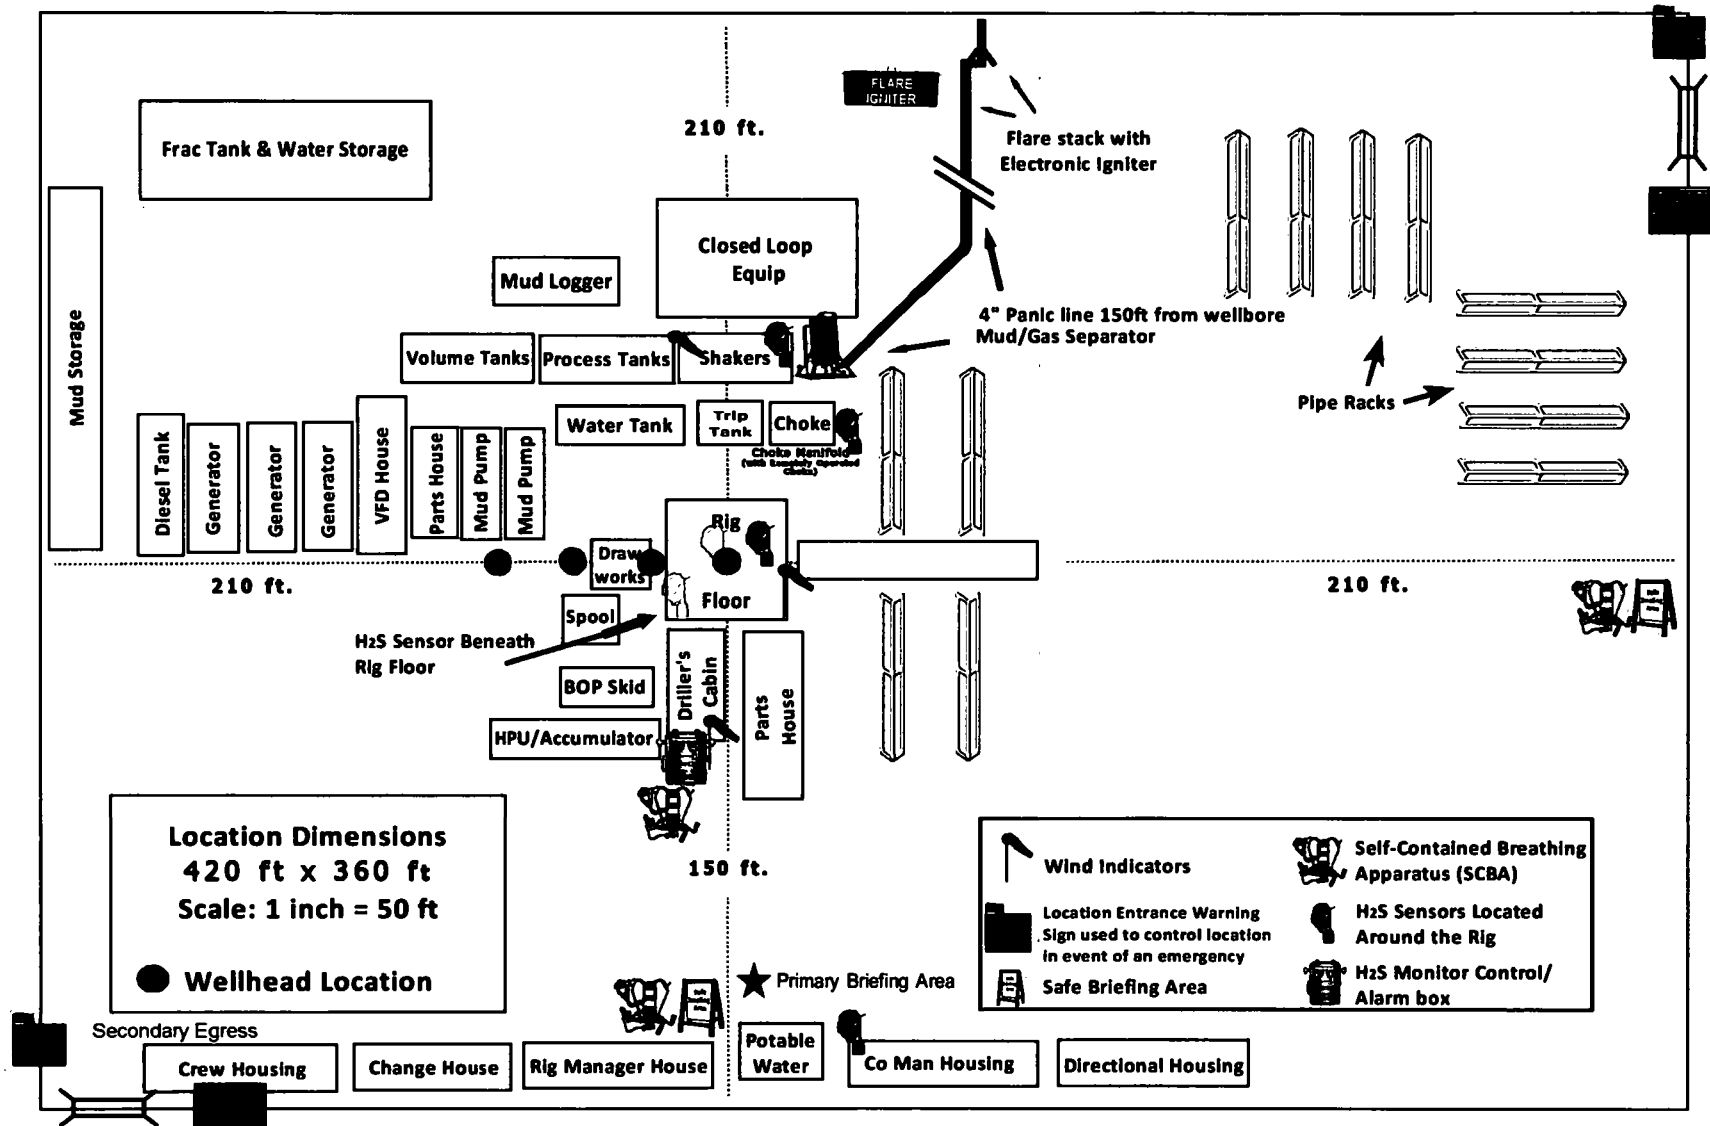 FLARE
IGNITER
210 ft.
Flare stack with
Electronic Igniter
Frac Tank & Water Storage
Closed Loop
Equip
Mud Logger
4" Panic line 150ft from wellbore
Mud/Gas Separator
Mud Storage
Volume Tanks
Process Tanks
Shakers
Pipe Racks
Water Tank
Trip
Tank
Choke
Choke Manifold
(with Remotely Operated
Choke)
Diesel Tank
Generator
Generator
Generator
VFD House
Parts House
Mud Pump
Mud Pump
Rig
Floor
Draw
works
210 ft.
210 ft.
Spool
H2S Sensor Beneath
Rig Floor
Driller's
Cabin
Parts
House
BOP Skid
HPU/Accumulator
Location Dimensions
420 ft x 360 ft
Scale: 1 inch = 50 ft
Wellhead Location
150 ft.
Wind Indicators
Location Entrance Warning
Sign used to control location
in event of an emergency
Safe Briefing Area
Self-Contained Breathing
Apparatus (SCBA)
H2S Sensors Located
Around the Rig
H2S Monitor Control/
Alarm box
Primary Briefing Area
Secondary Egress
Crew Housing
Change House
Rig Manager House
Potable
Water
Co Man Housing
Directional Housing